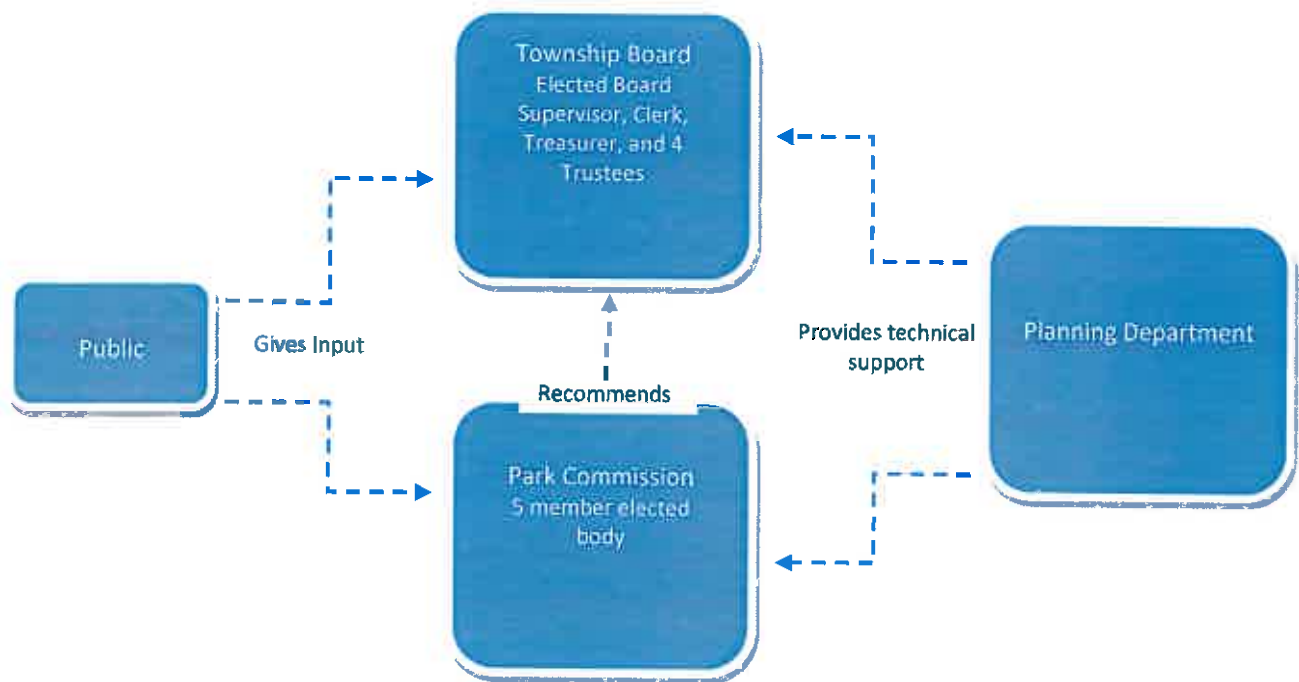 Township Board
Elected Board
Supervisor, Clerk,
Treasurer, and 4
Trustees
Public
Gives Input
Provides technical
support
Planning Department
Recommends
Park Commission
5 member elected
body